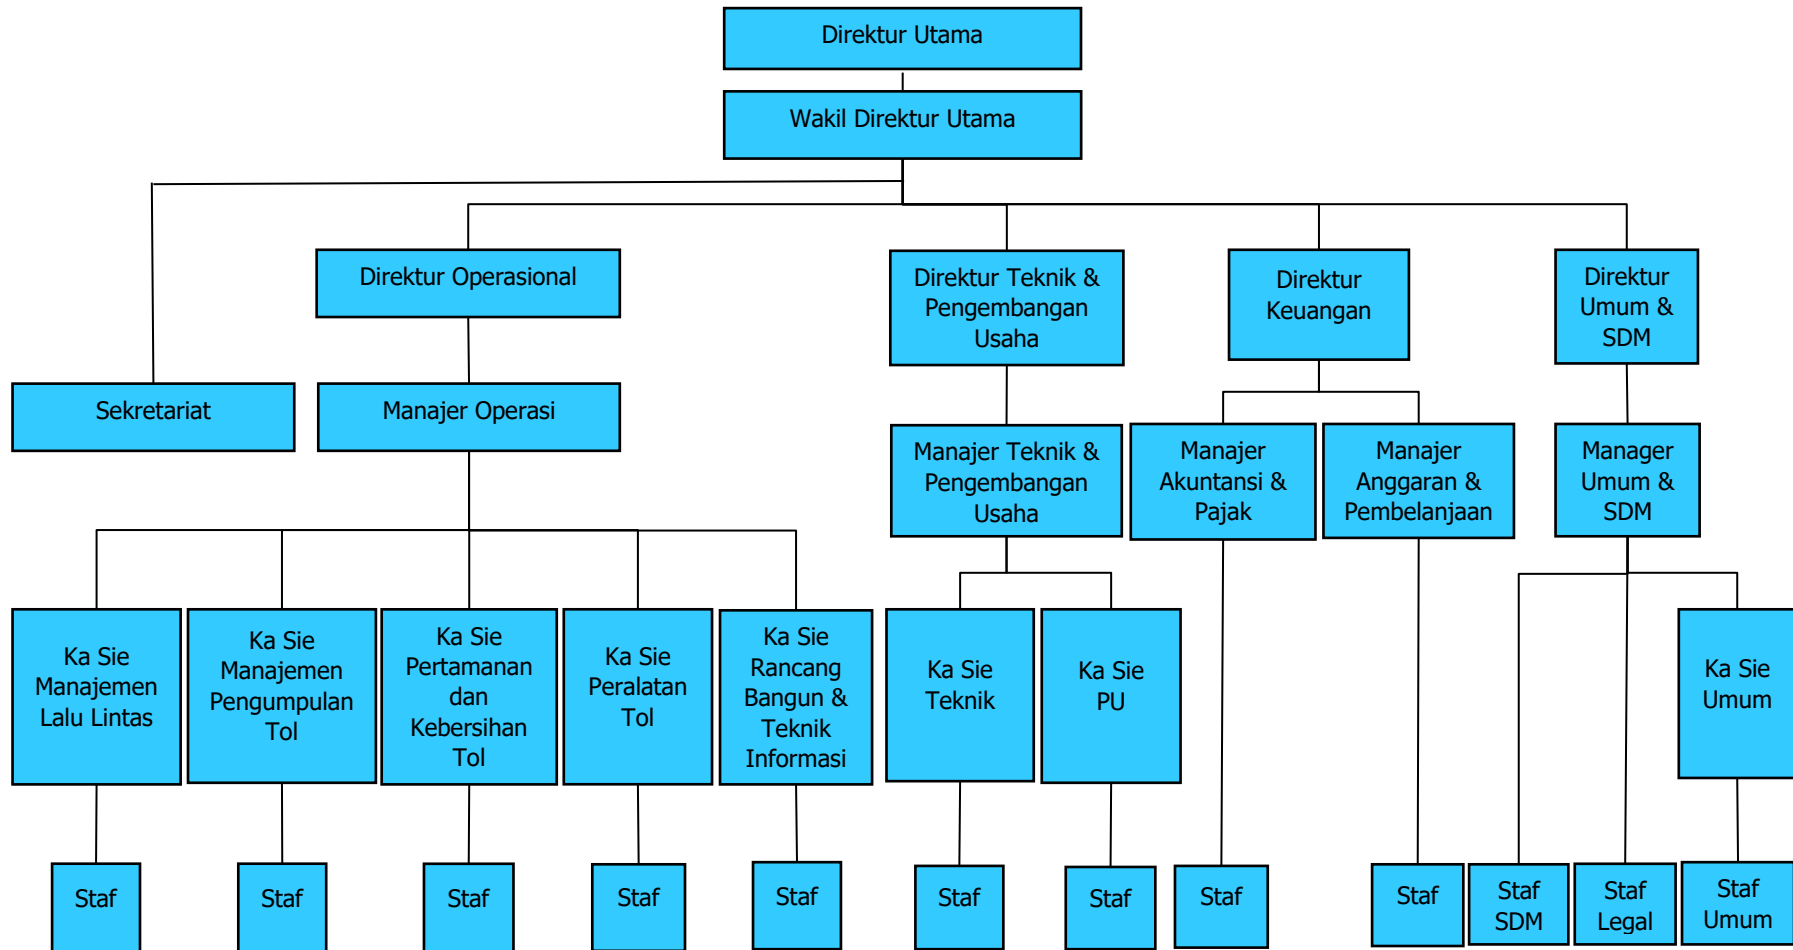 Direktur Utama
Wakil Direktur Utama
Direktur Operasional
Direktur Teknik &
Pengembangan
Usaha
Direktur
Keuangan
Direktur
Umum &
SDM
Sekretariat
Manajer Operasi
Manajer Teknik &
Pengembangan
Usaha
Manajer
Akuntansi &
Pajak
Manajer
Anggaran &
Pembelanjaan
Manager
Umum &
SDM
Ka Sie
Manajemen
Lalu Lintas
Ka Sie
Manajemen
Pengumpulan
Tol
Ka Sie
Pertamanan
dan
Kebersihan
Tol
Ka Sie
Peralatan
Tol
Ka Sie
Rancang
Bangun &
Teknik
Informasi
Ka Sie
Teknik
Ka Sie
PU
Ka Sie
Umum
Staf
Staf
Staf
Staf
Staf
Staf
Staf
Staf
Staf
Staf
SDM
Staf
Legal
Staf
Umum